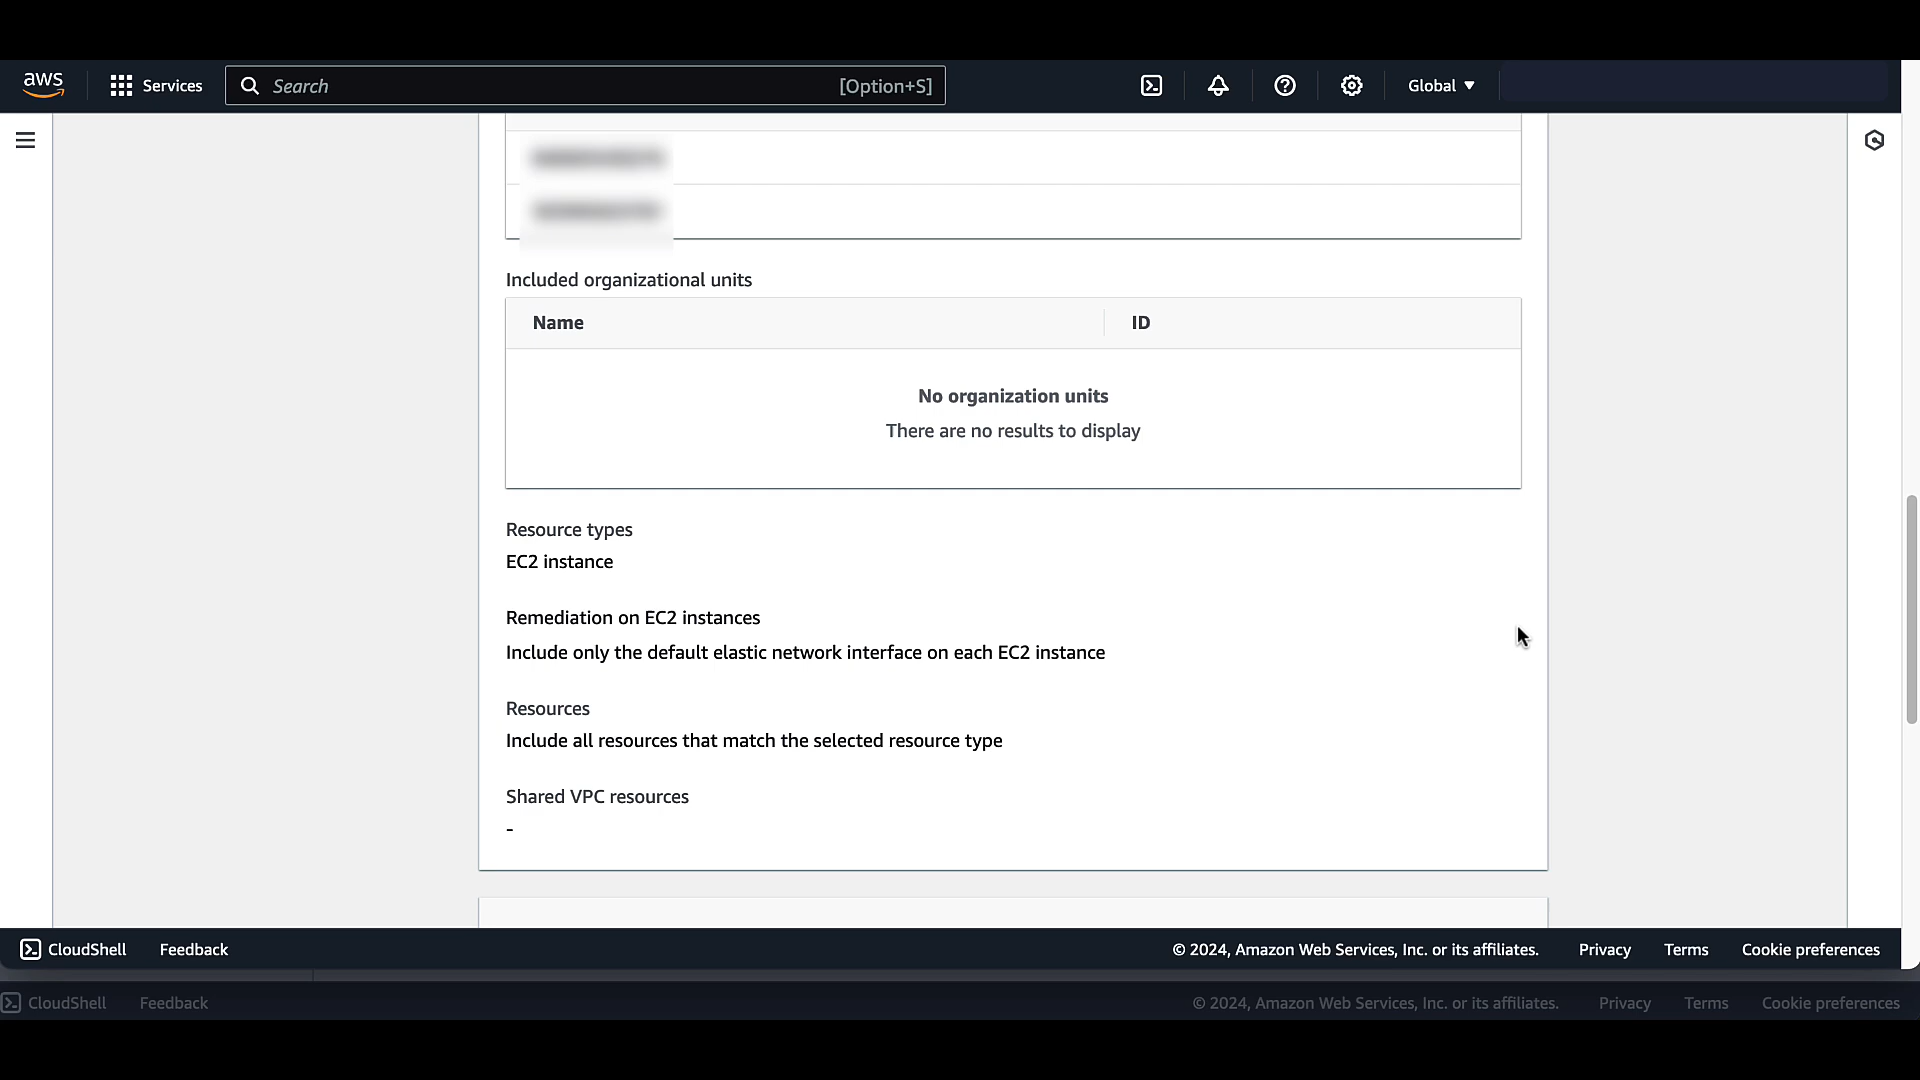 aws
Services
Search
[Option+S]
Global
Included organizational units
Name
ID
No organization units
There are no results to display
Resource types
EC2 instance
Remediation on EC2 instances
Include only the default elastic network interface on each EC2 instance
Resources
Include all resources that match the selected resource type
Shared VPC resources
-
CloudShell
Feedback
© 2024, Amazon Web Services, Inc. or its affiliates.
Privacy
Terms
Cookie preferences
CloudShell
Feedback
© 2024, Amazon Web Services, Inc. or its affiliates.
Privacy
Terms
Cookie preferences